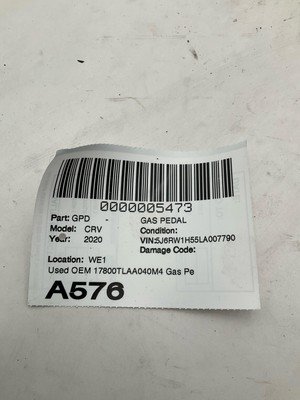 0000005473
Part: GPD - GAS PEDAL
Model: CRV Condition:
Year: 2020 VIN:5J6RW1H55LA007790
Damage Code:
Location: WE1
Used OEM 17800TLAA040M4 Gas Pe
A576